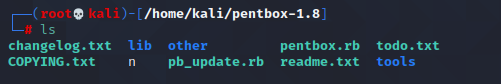 ┌──(root💀kali)-[/home/kali/pentbox-1.8]
└─# ls
changelog.txt lib other pentbox.rb todo.txt
COPYING.txt n pb_update.rb readme.txt tools